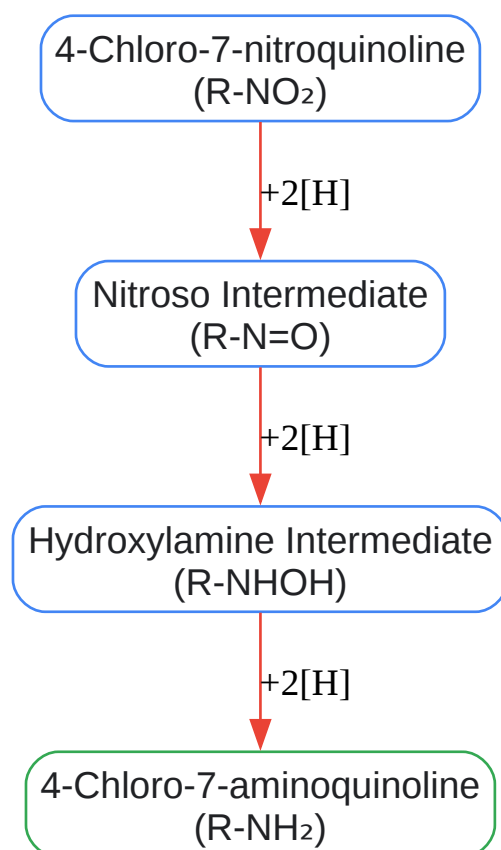 4-Chloro-7-nitroquinoline
(R-NO₂)
+2[H]
Nitroso Intermediate
(R-N=O)
+2[H]
Hydroxylamine Intermediate
(R-NHOH)
+2[H]
4-Chloro-7-aminoquinoline
(R-NH₂)